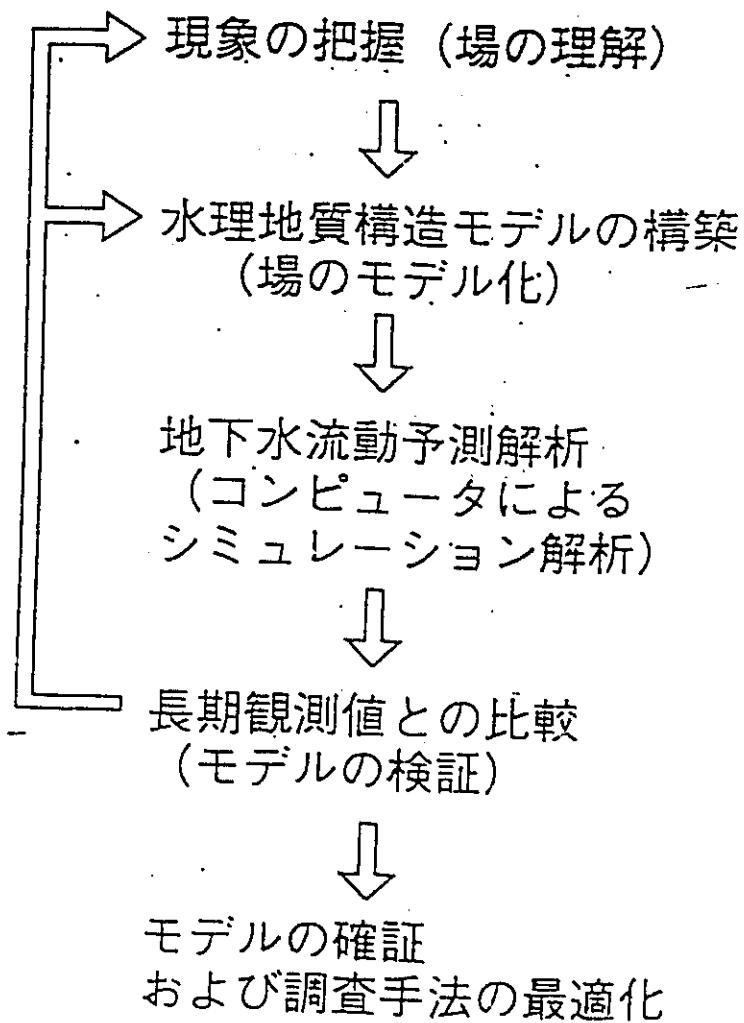 現象の把握（場の理解）
水理地質構造モデルの構築
（場のモデル化）
地下水流動予測解析
（コンピュータによる
シミュレーション解析）
長期観測値との比較
（モデルの検証）
モデルの確証
および調査手法の最適化